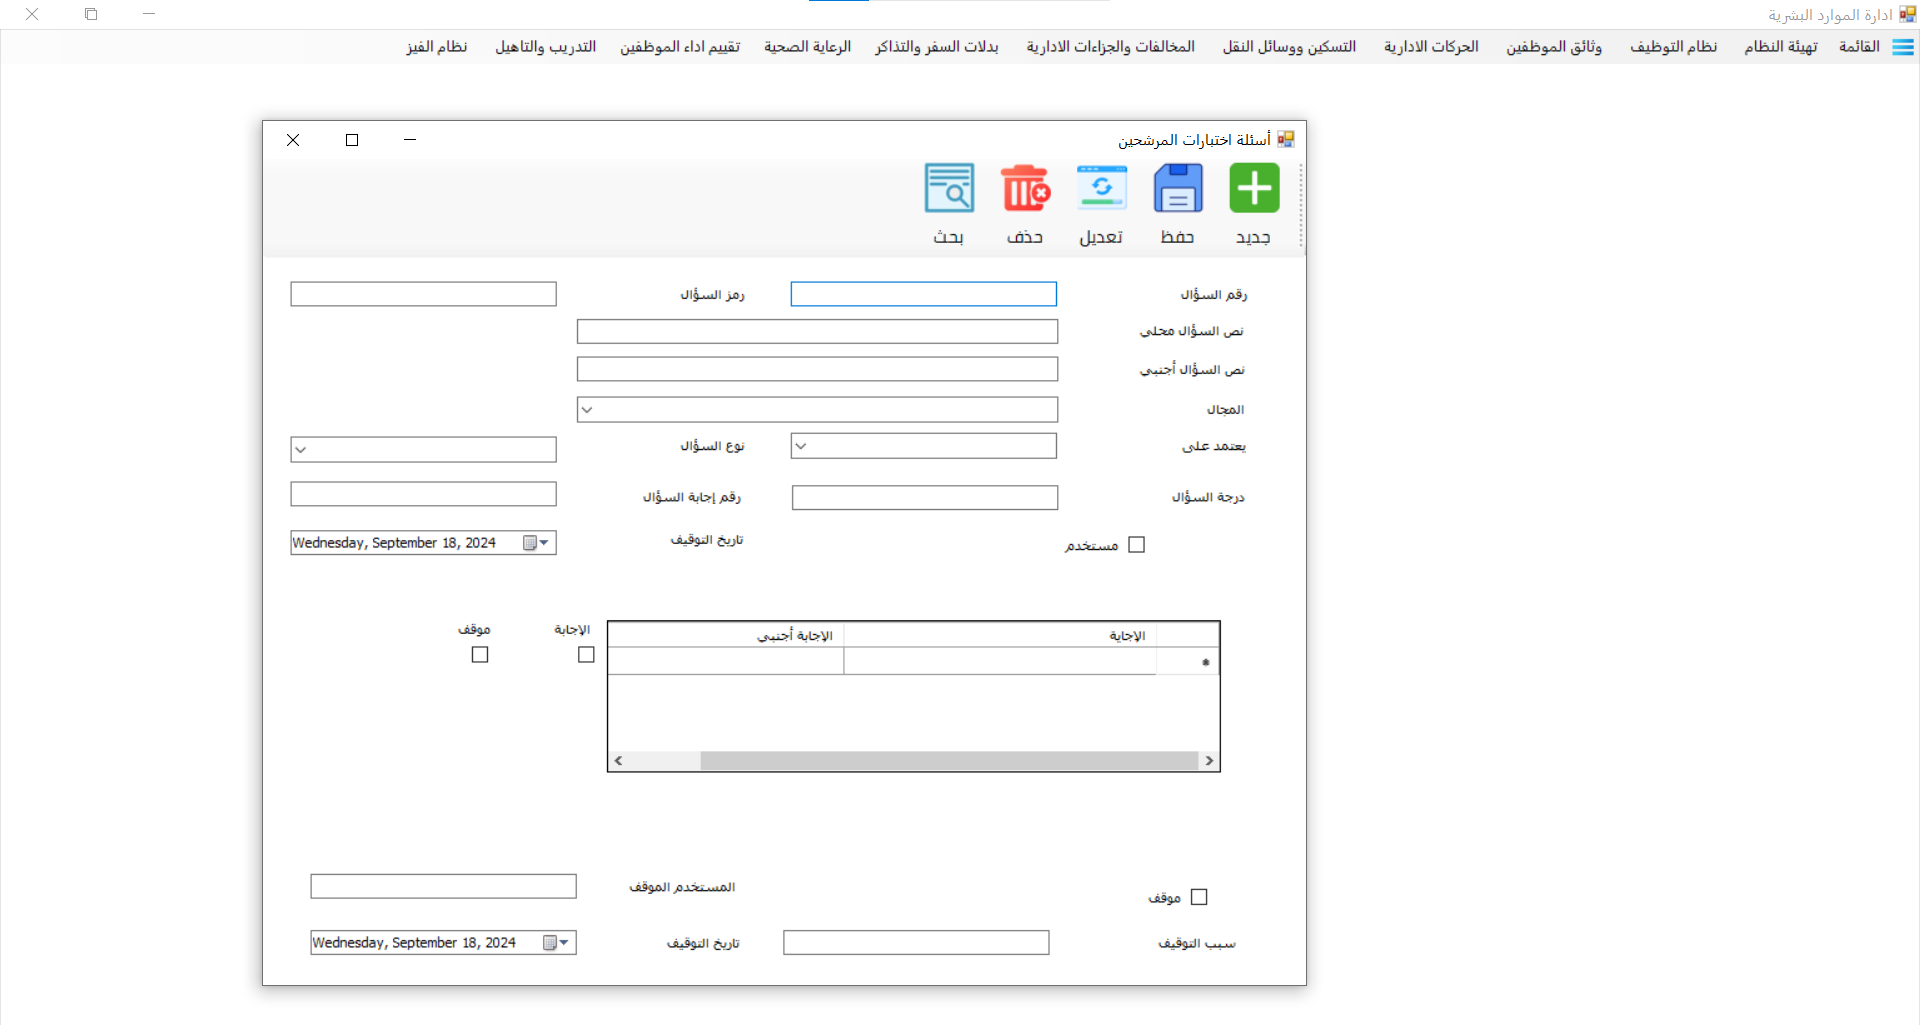 ادارة الموارد البشرية
القائمة تهيئة النظام نظام التوظيف وثائق الموظفين الحركات الادارية التسكين ووسائل النقل المخالفات والجزاءات الادارية بدلات السفر والتذاكر الرعاية الصحية تقييم اداء الموظفين التدريب والتاهيل نظام الفيز
أسئلة اختبارات المرشحين
جديد حفظ تعديل حذف بحث
رقم السؤال رمز السؤال
نص السؤال محلي
نص السؤال أجنبي
المجال
يعتمد على نوع السؤال
درجة السؤال رقم إجابة السؤال
مستخدم تاريخ التوقيف Wednesday, September 18, 2024
الإجاية الإجابة أجنبي الإجابة موقف
موقف المستخدم الموقف
سبب التوقيف تاريخ التوقيف Wednesday, September 18, 2024